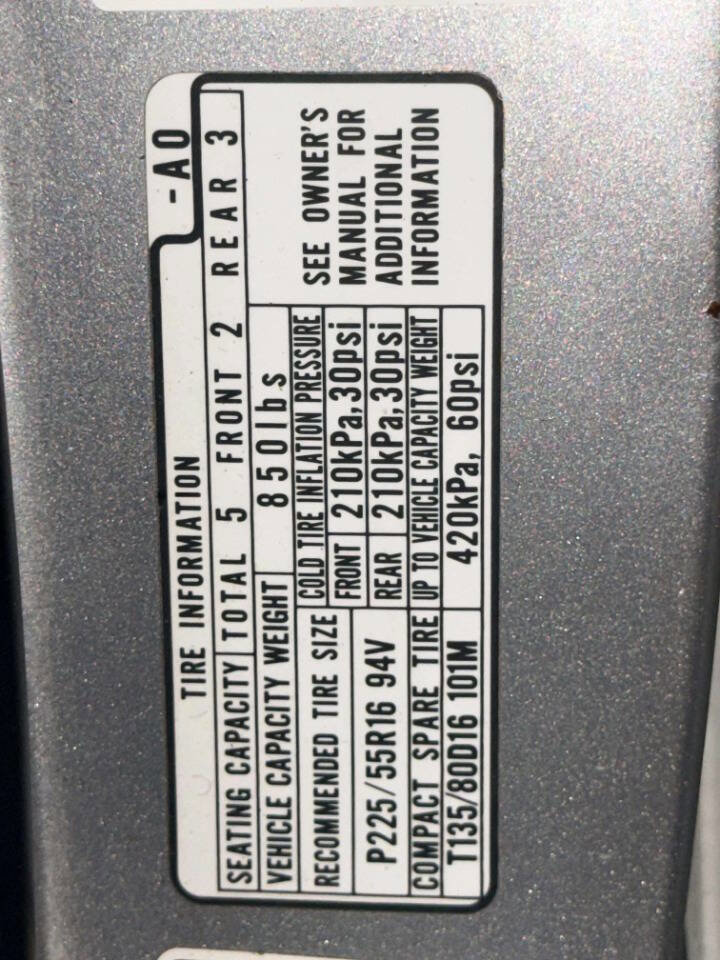 -A0
TIRE INFORMATION
SEATING CAPACITY TOTAL 5 FRONT 2 REAR 3
VEHICLE CAPACITY WEIGHT 850lbs
RECOMMENDED TIRE SIZE
P225/55R16 94V
COLD TIRE INFLATION PRESSURE
FRONT 210kPa,30psi
REAR 210kPa,30psi
COMPACT SPARE TIRE
T135/80D16 101M
UP TO VEHICLE CAPACITY WEIGHT
420kPa, 60psi
SEE OWNER'S
MANUAL FOR
ADDITIONAL
INFORMATION